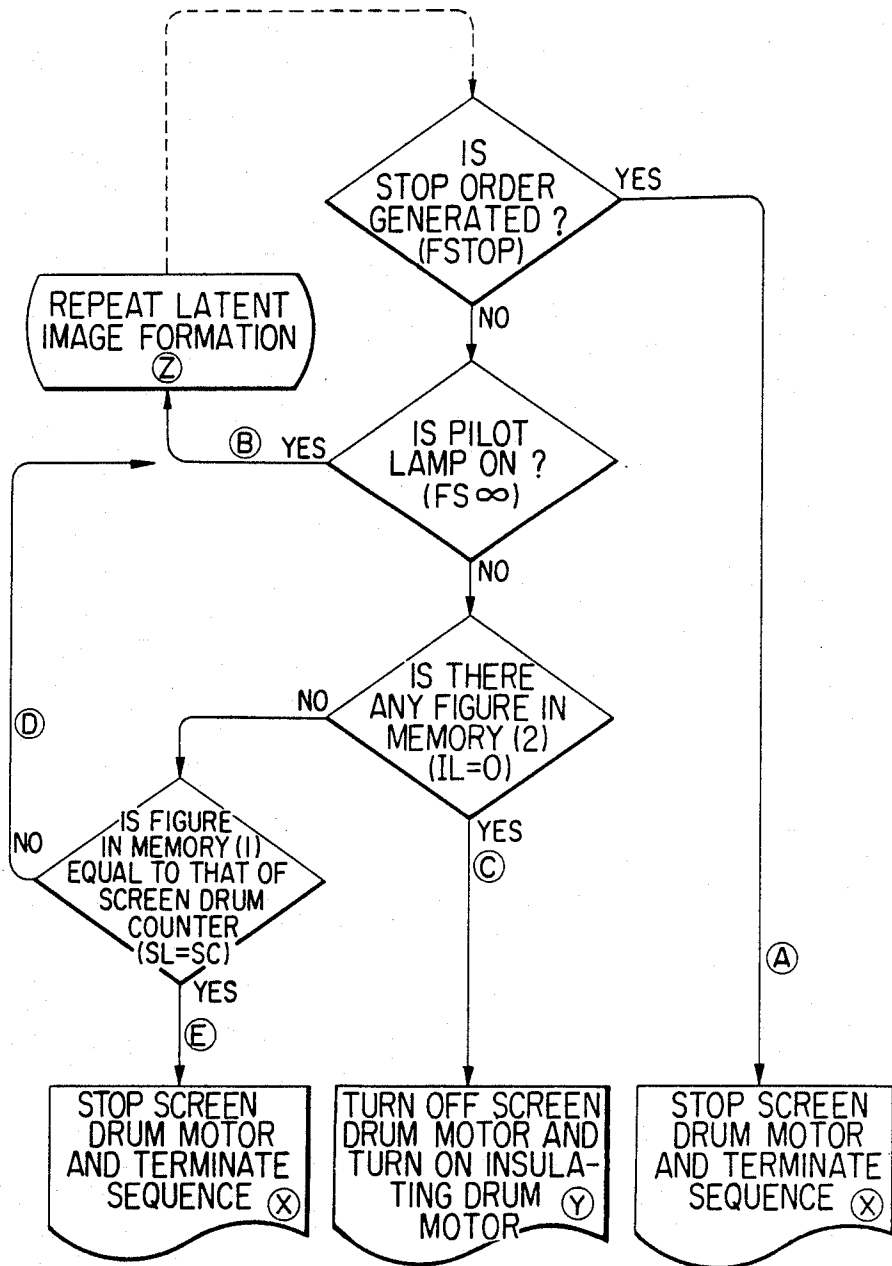 IS
STOP ORDER
GENERATED ?
(FSTOP)
YES
NO
REPEAT LATENT
IMAGE FORMATION
Z
B
YES
IS PILOT
LAMP ON ?
(FS∞)
NO
IS THERE
ANY FIGURE IN
MEMORY (2)
(IL=0)
NO
YES
C
D
IS FIGURE
IN MEMORY (1)
EQUAL TO THAT OF
SCREEN DRUM
COUNTER
(SL=SC)
NO
YES
E
A
STOP SCREEN
DRUM MOTOR
AND TERMINATE
SEQUENCE
X
TURN OFF SCREEN
DRUM MOTOR AND
TURN ON INSULA-
TING DRUM
MOTOR
Y
STOP SCREEN
DRUM MOTOR
AND TERMINATE
SEQUENCE
X